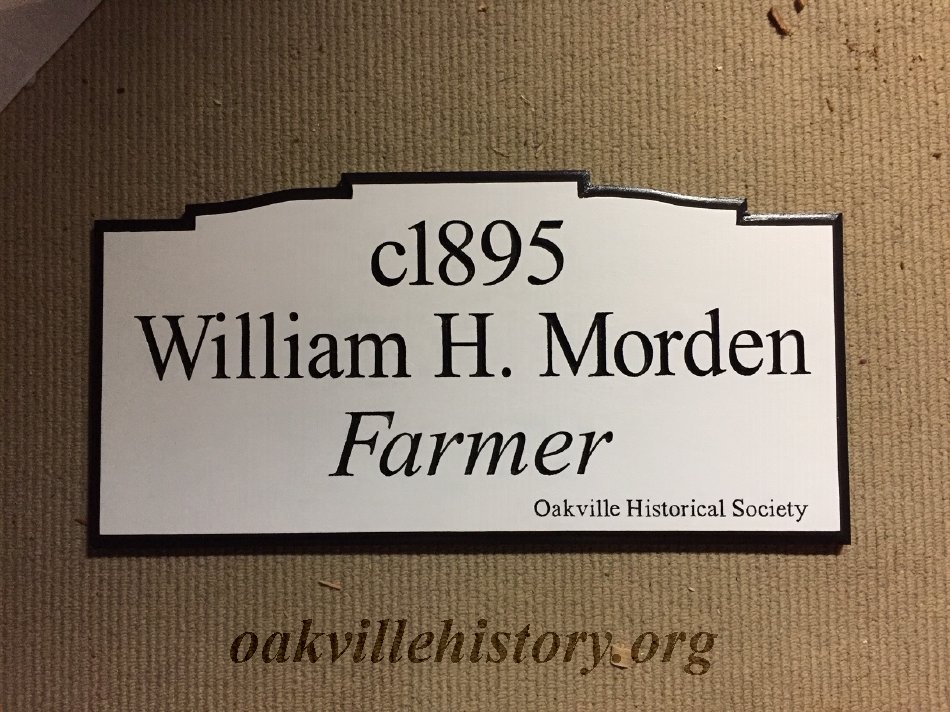 c1895
William H. Morden
Farmer
Oakville Historical Society
oakvillehistory.org